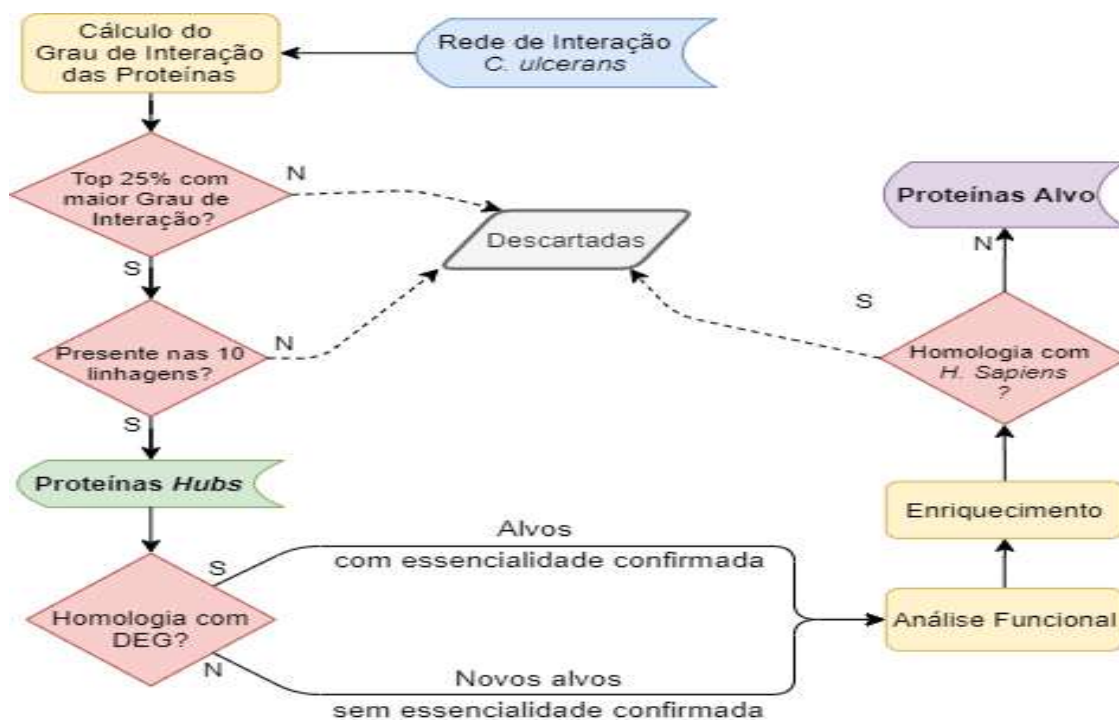 Cálculo do
Grau de Interação
das Proteínas
Rede de Interação
C. ulcerans
Top 25% com
maior Grau de
Interação?
N
S
Descartadas
Proteínas Alvo
N
S
Presente nas 10
linhagens?
N
S
Homologia com
H. Sapiens
?
Proteínas Hubs
Enriquecimento
Alvos
com essencialidade confirmada
S
Homologia com
DEG?
N
Análise Funcional
Novos alvos
sem essencialidade confirmada